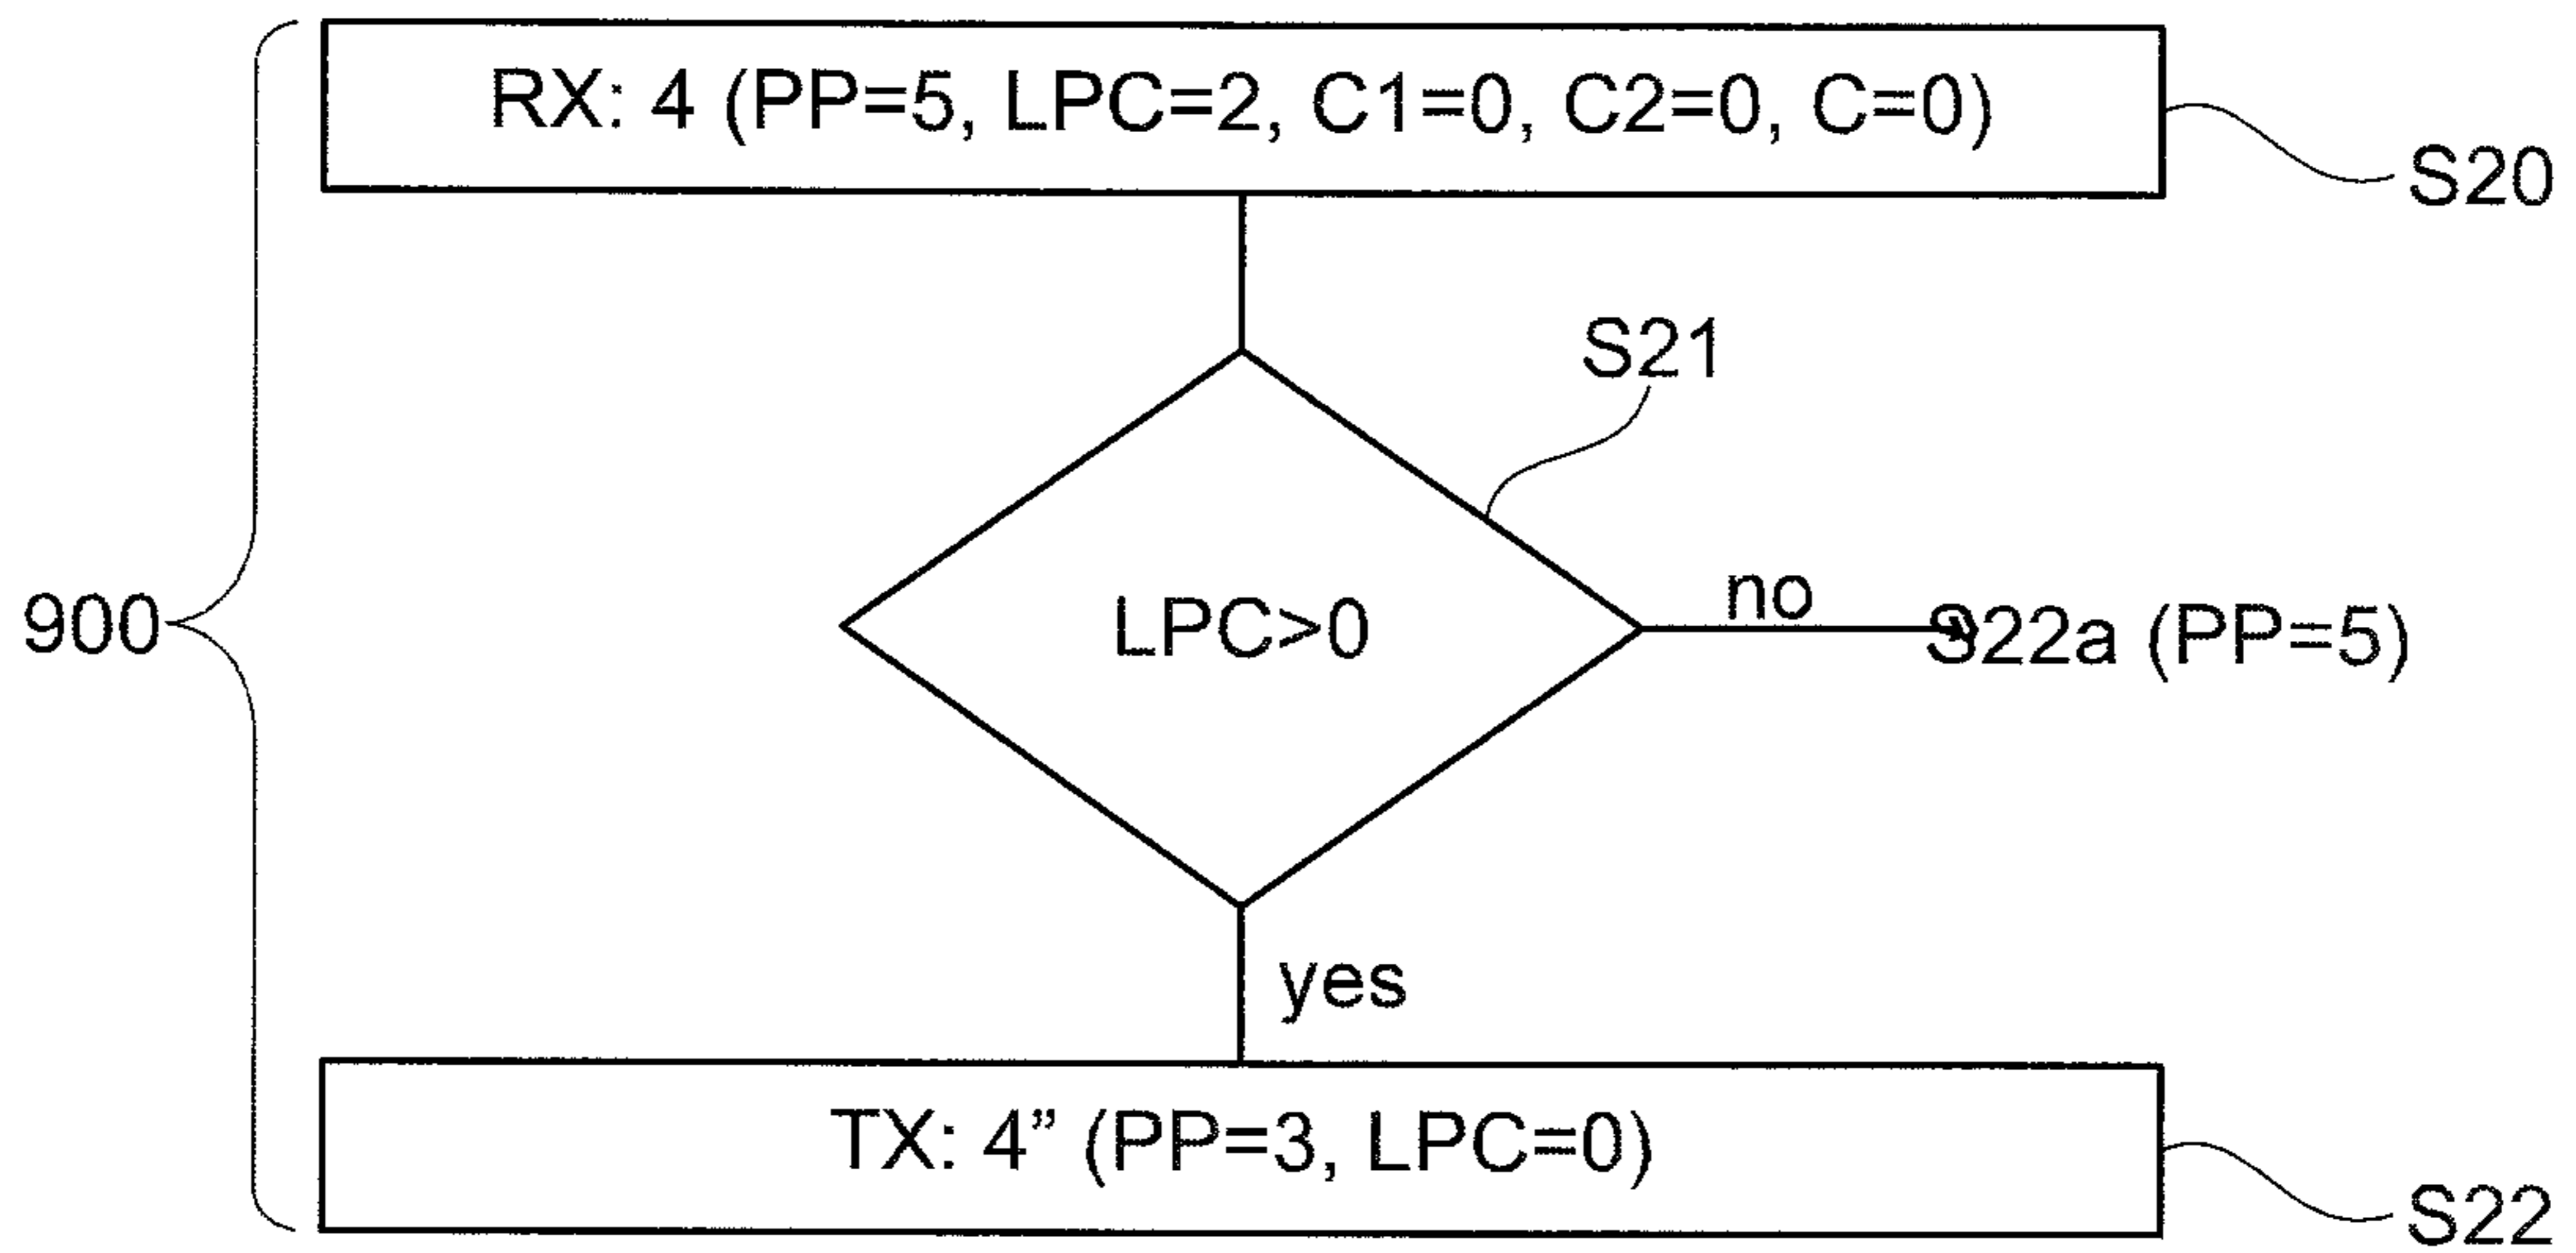 RX: 4 (PP=5, LPC=2, C1=0, C2=0, C=0)
S20
S21
LPC>0
no
S22a (PP=5)
900
yes
TX: 4” (PP=3, LPC=0)
S22